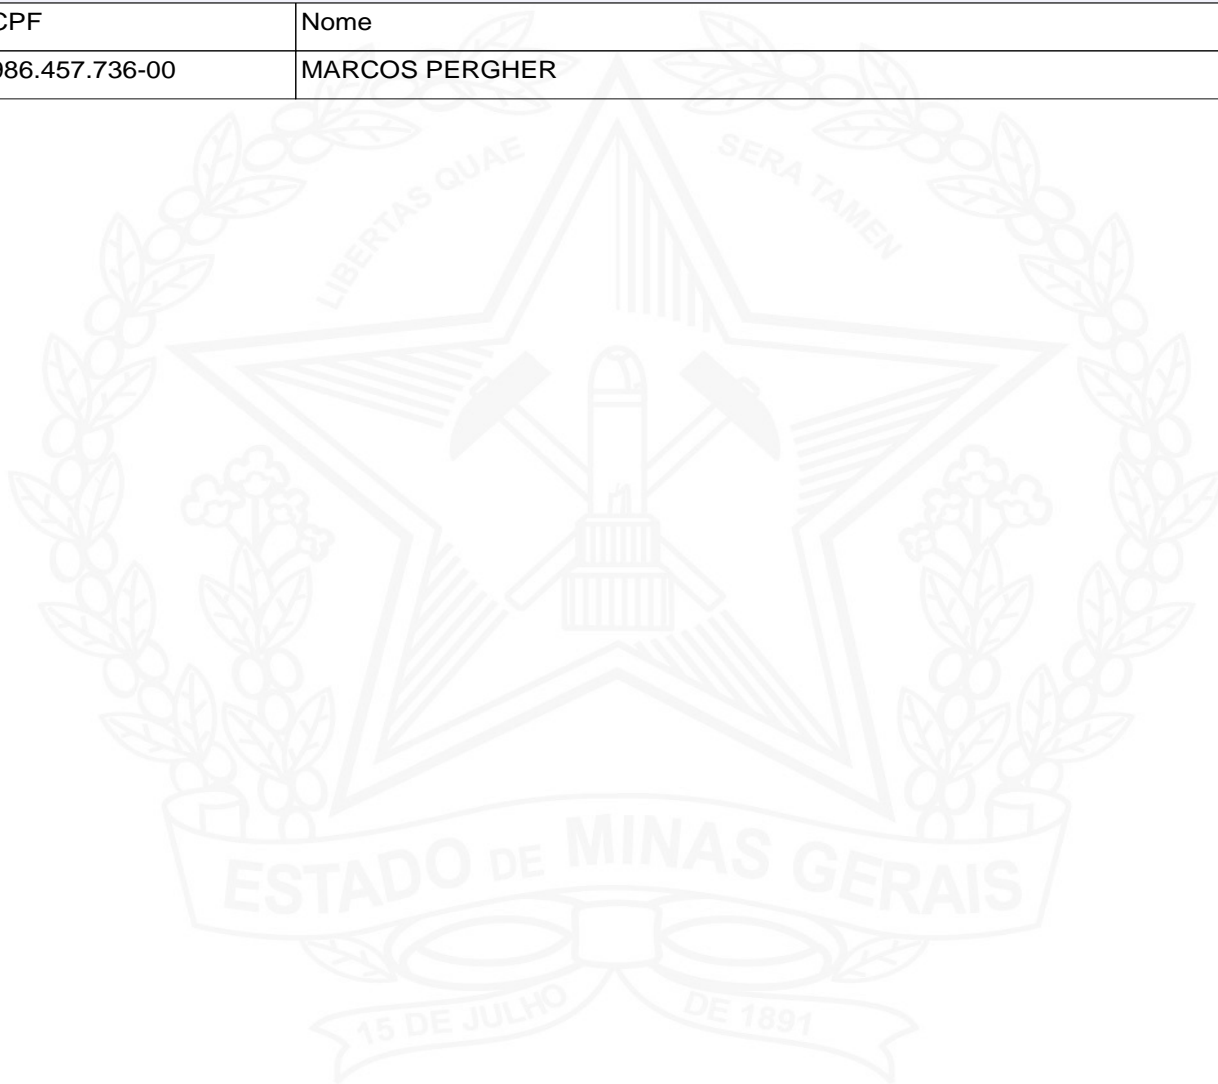 CPF Nome
986.457.736-00 MARCOS PERGHER
LIBERTAS QUAE SERA TAMEN
ESTADO DE MINAS GERAIS
15 DE JULHO DE 1891